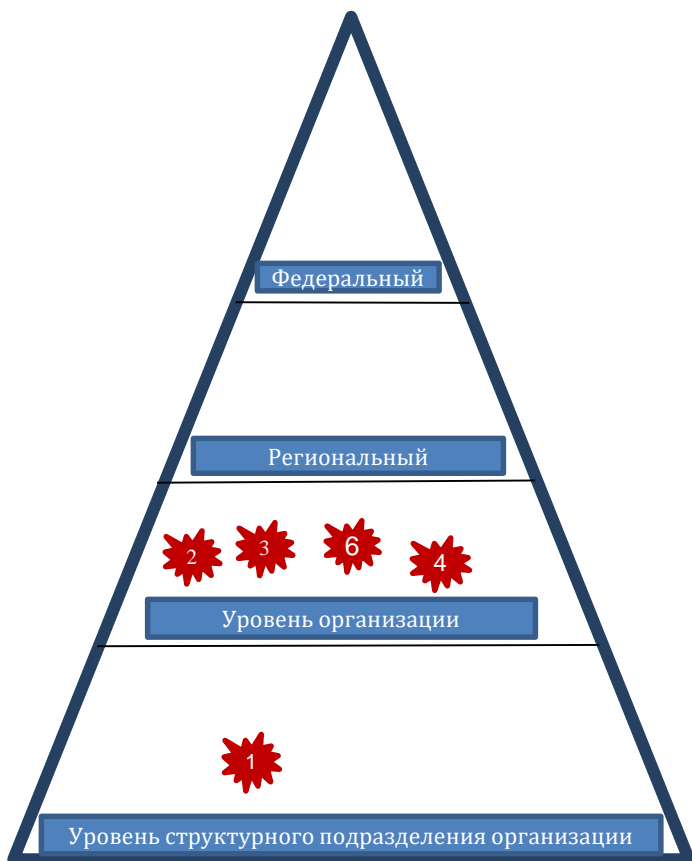 Федеральный
Региональный
2 3 6 4
Уровень организации
1
Уровень структурного подразделения организации